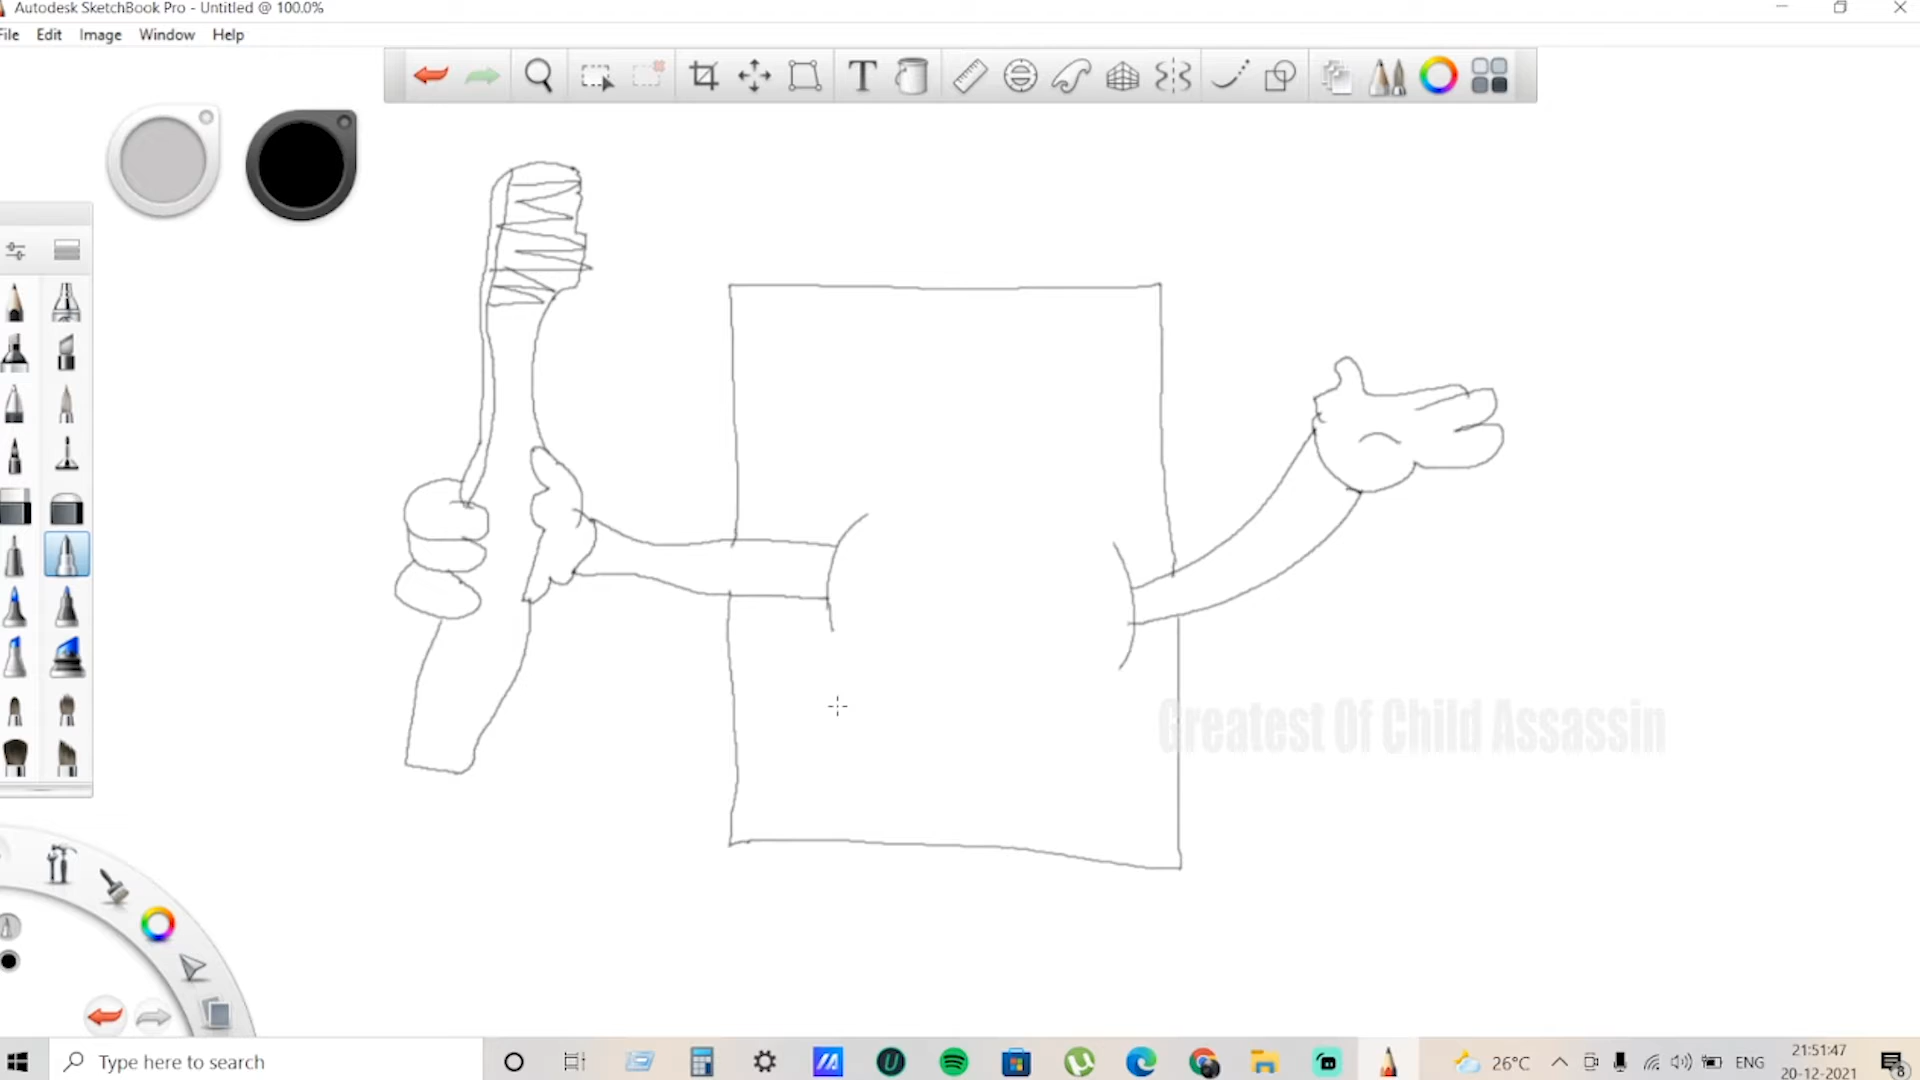 Autodesk SketchBook Pro - Untitled @ 100.0%
File Edit Image Window Help
T
Greatest Of Child Assassin
Type here to search
26°C
ENG
21:51:47
20-12-2021
8